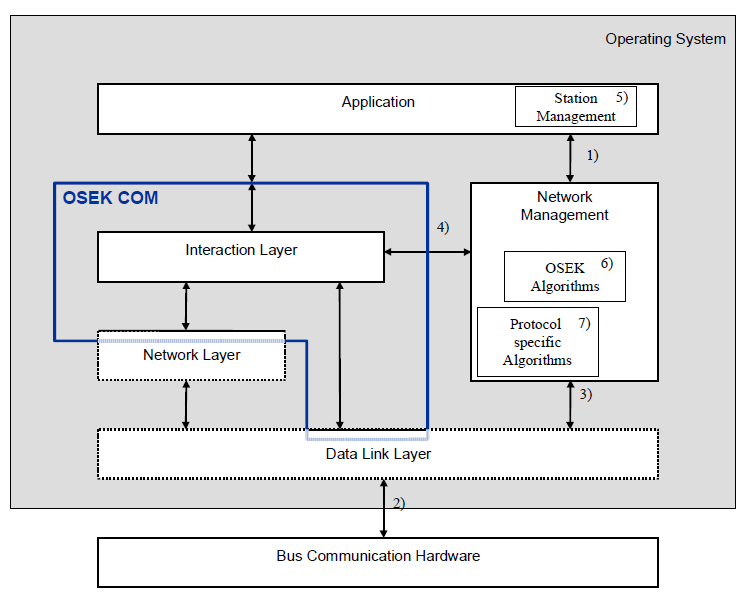 Operating System
Application
Station 5)
Management
1)
OSEK COM
Network
Management
4)
Interaction Layer
OSEK 6)
Algorithms
Protocol 7)
specific
Algorithms
Network Layer
3)
Data Link Layer
2)
Bus Communication Hardware